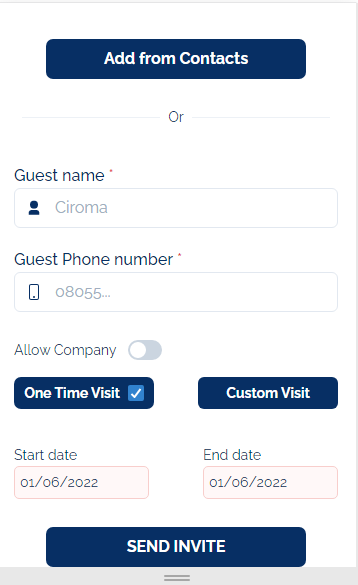 Add from Contacts
Or
Guest name *
Ciroma
Guest Phone number *
08055...
Allow Company
One Time Visit
Custom Visit
Start date
End date
01/06/2022
01/06/2022
SEND INVITE